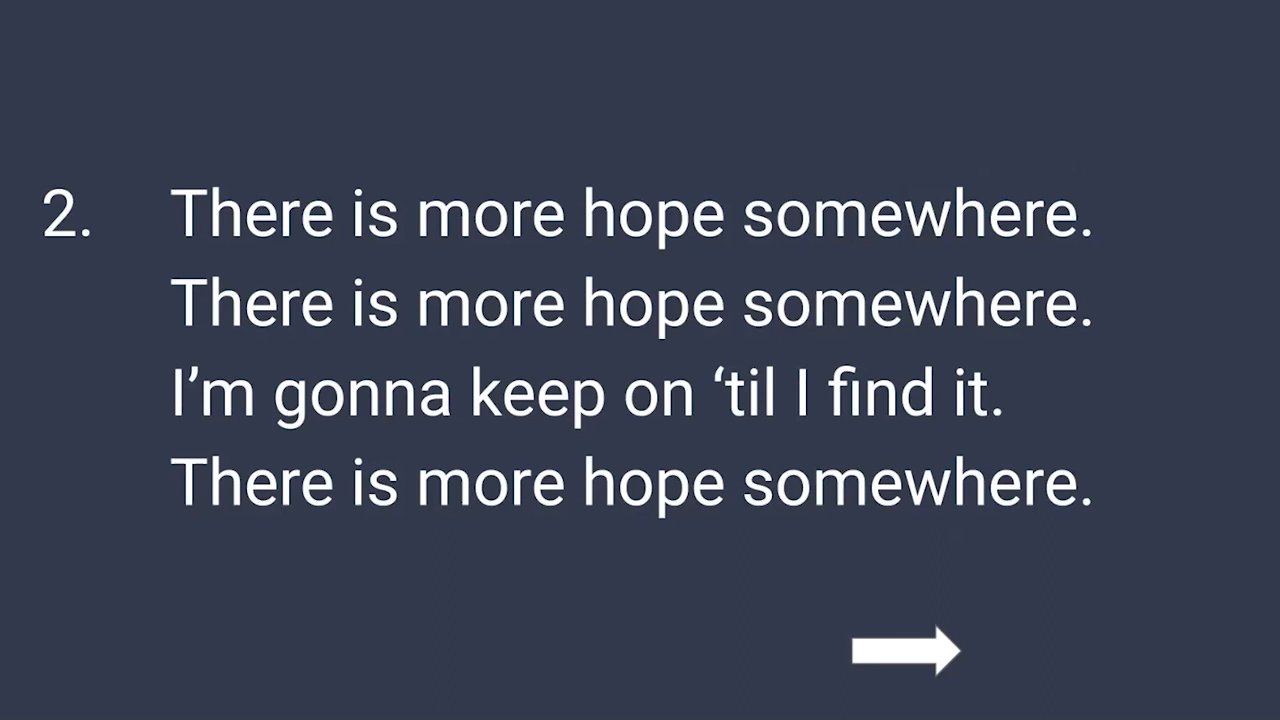 2. There is more hope somewhere.
There is more hope somewhere.
I’m gonna keep on ‘til I find it.
There is more hope somewhere.